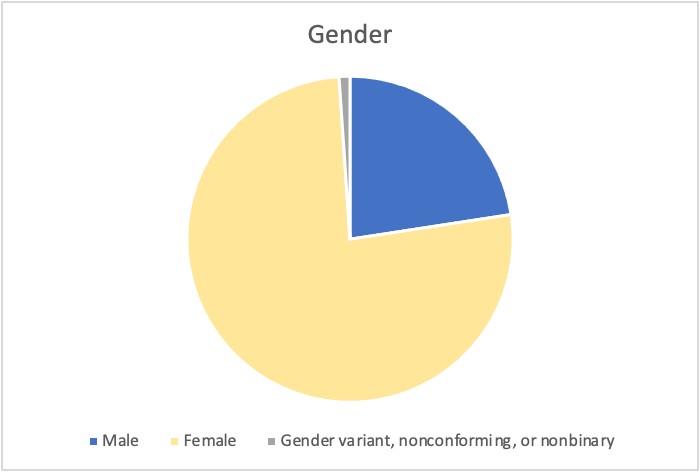 Gender
Male Female Gender variant, nonconforming, or nonbinary